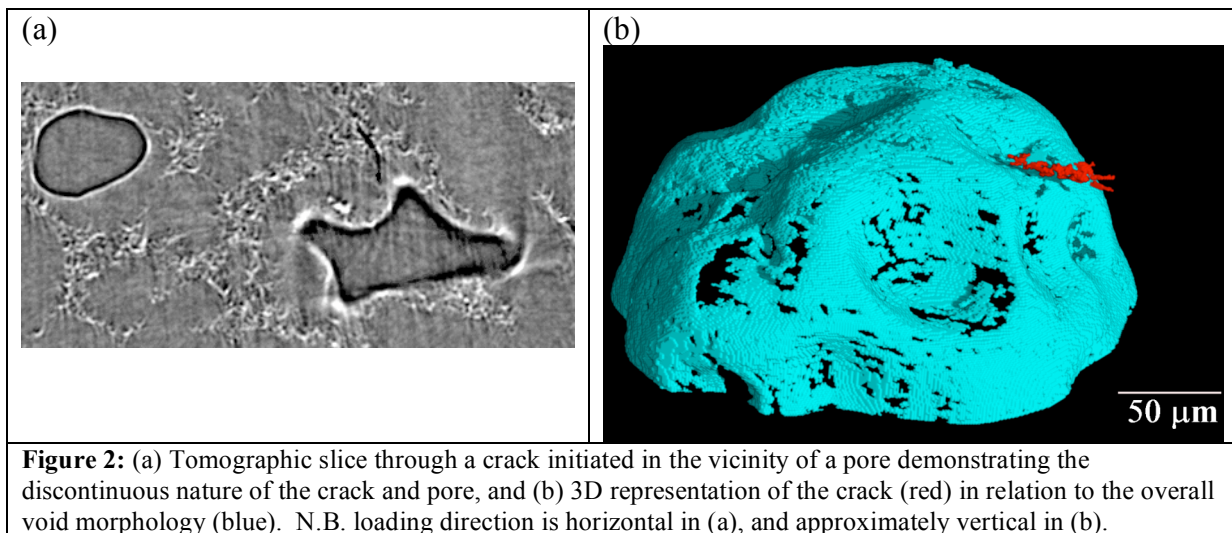 (a)
(b)
50 μm
Figure 2: (a) Tomographic slice through a crack initiated in the vicinity of a pore demonstrating the
discontinuous nature of the crack and pore, and (b) 3D representation of the crack (red) in relation to the overall
void morphology (blue).  N.B. loading direction is horizontal in (a), and approximately vertical in (b).